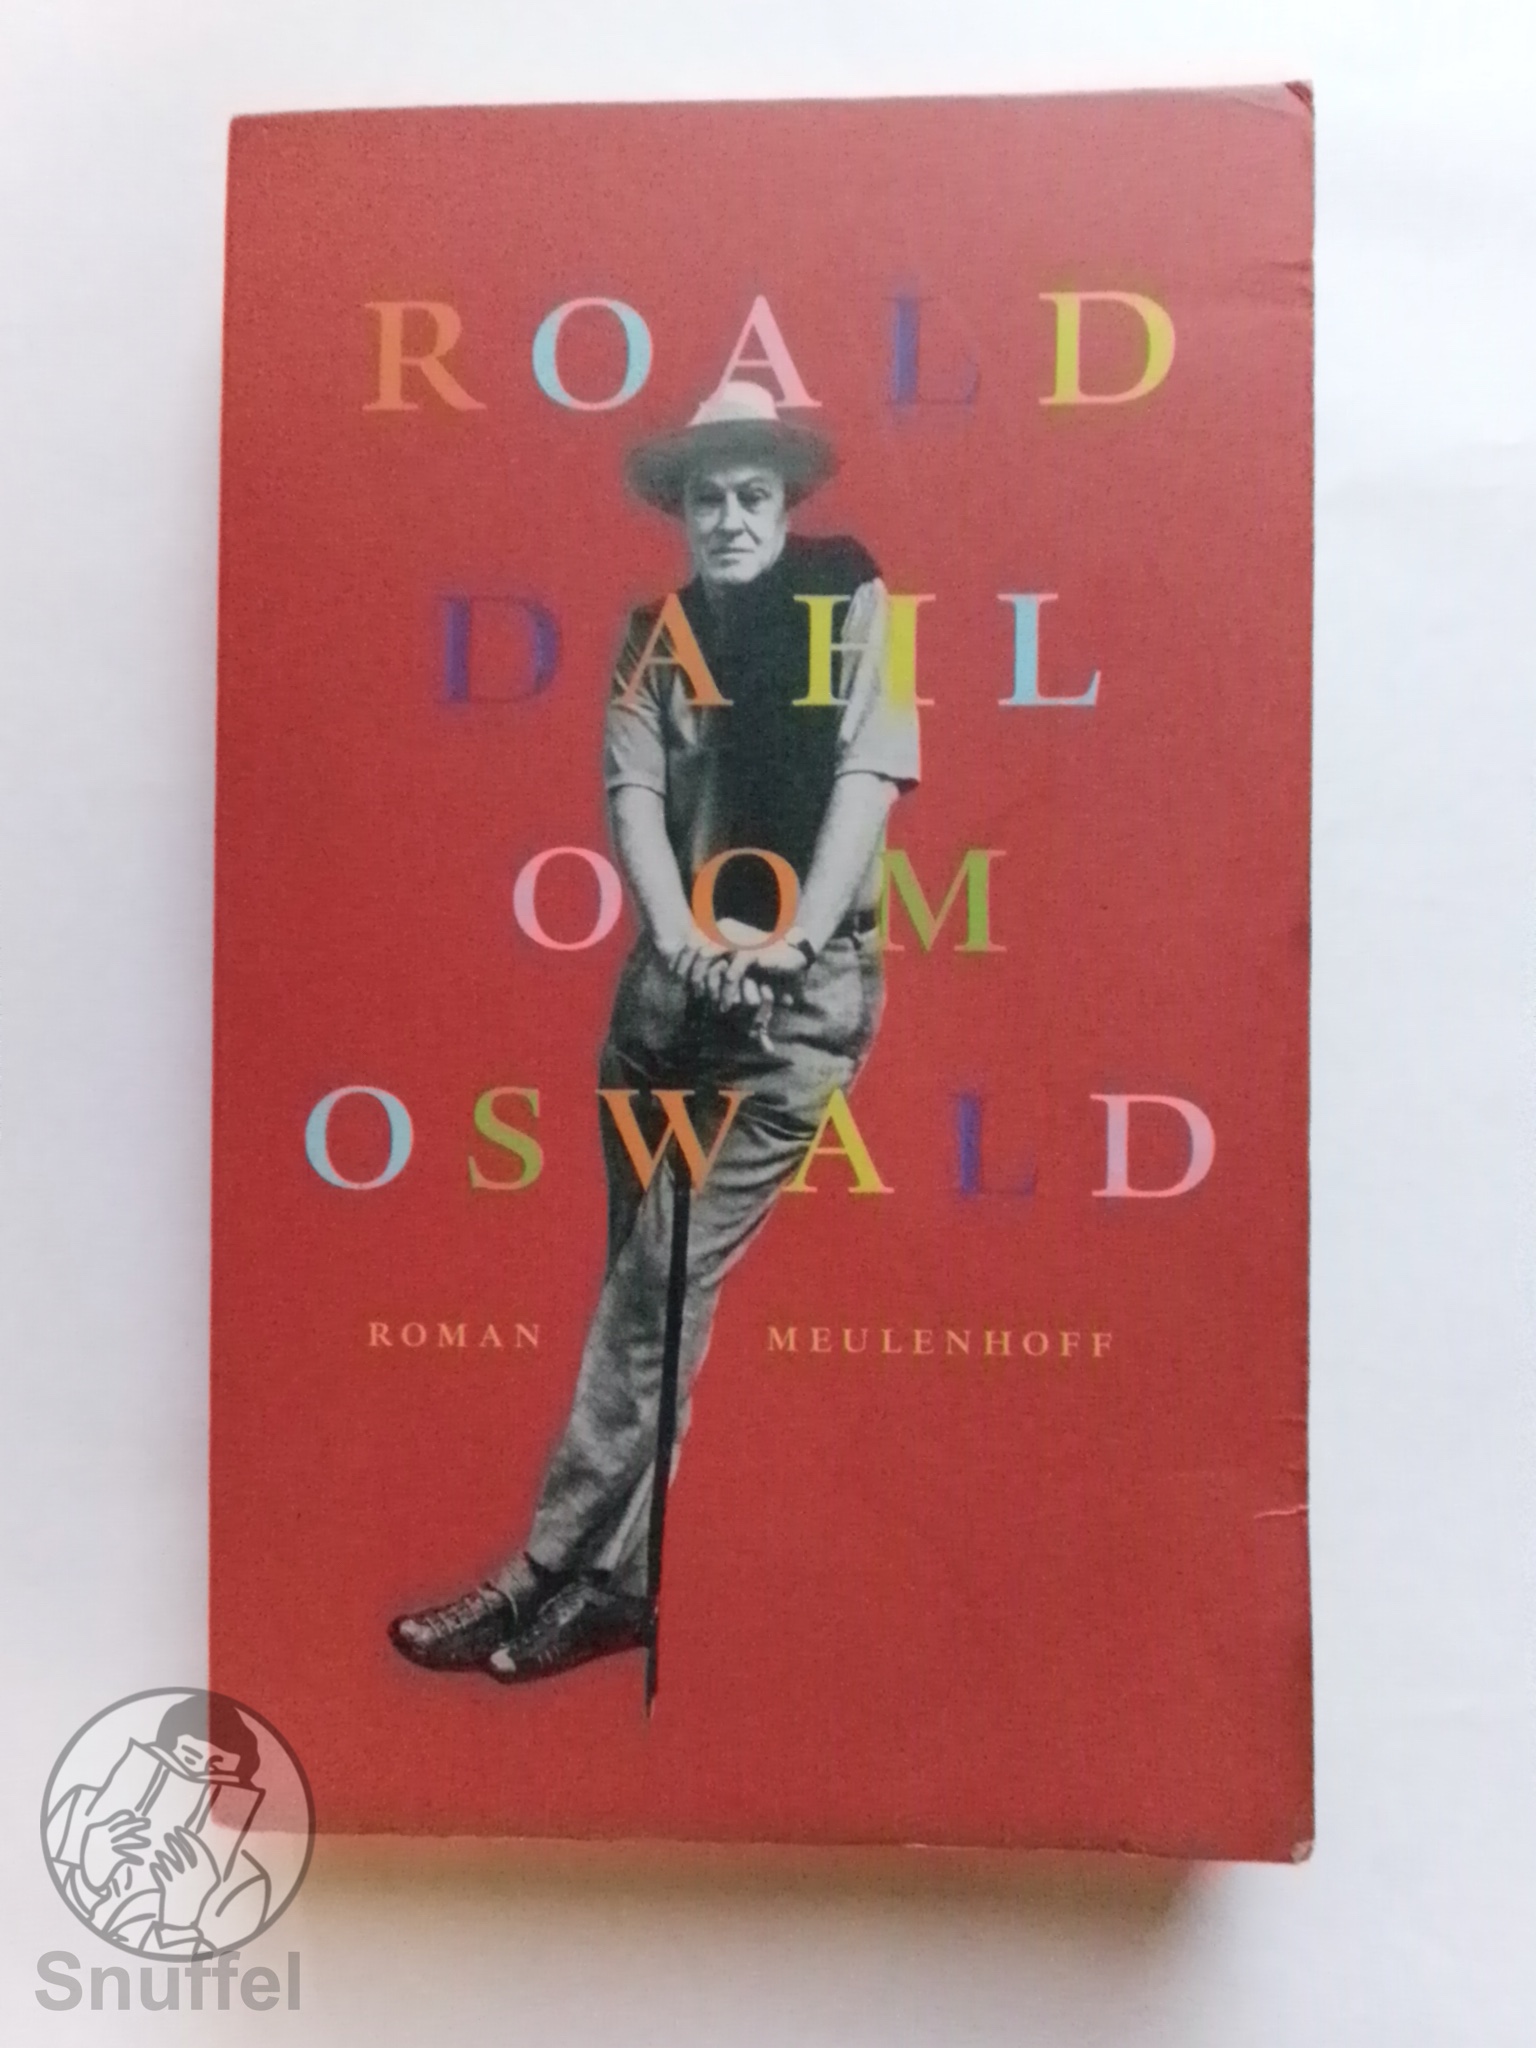 ROALD
DAHL
OOM
OSWALD
ROMAN MEULENHOFF
Snuffel